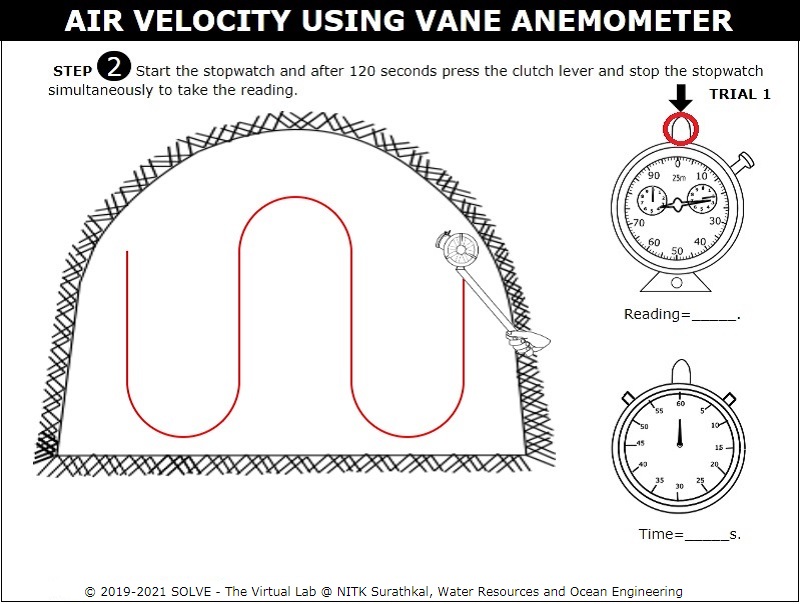 AIR VELOCITY USING VANE ANEMOMETER
STEP 2 Start the stopwatch and after 120 seconds press the clutch lever and stop the stopwatch
simultaneously to take the reading.
TRIAL 1
0
90 25m 10
70 30
60 40
50
Reading=_____.
60
55 5
50 10
45 15
40 20
35 25
30
Time=_____s.
© 2019-2021 SOLVE - The Virtual Lab @ NITK Surathkal, Water Resources and Ocean Engineering